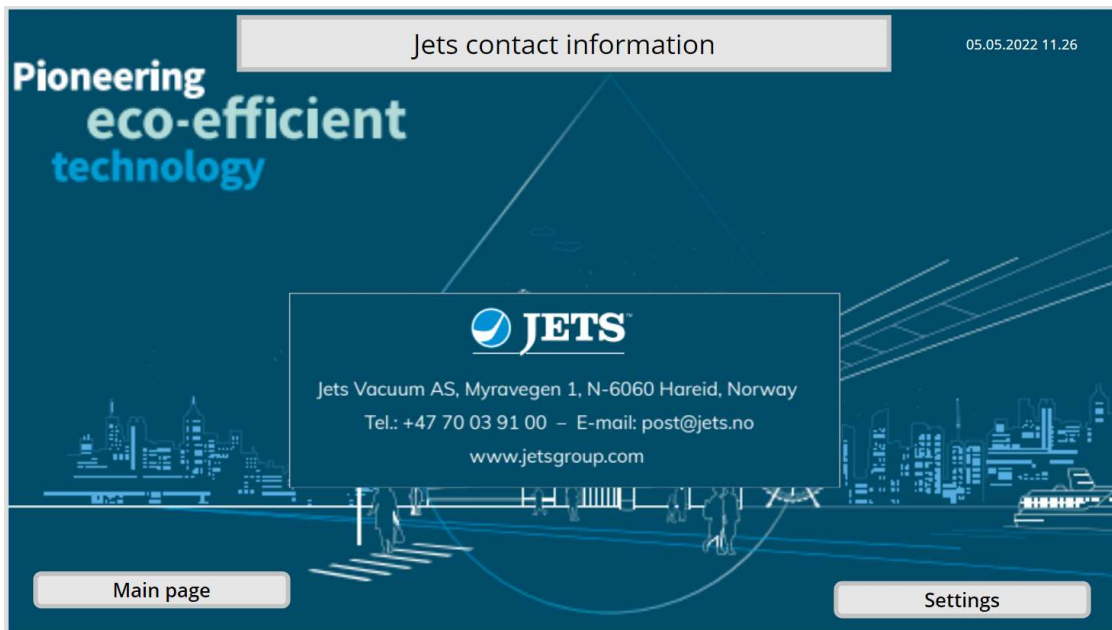 Jets contact information
05.05.2022 11.26
Pioneering
eco-efficient
technology
JETS™
Jets Vacuum AS, Myravegen 1, N-6060 Hareid, Norway
Tel.: +47 70 03 91 00 – E-mail: post@jets.no
www.jetsgroup.com
Main page
Settings